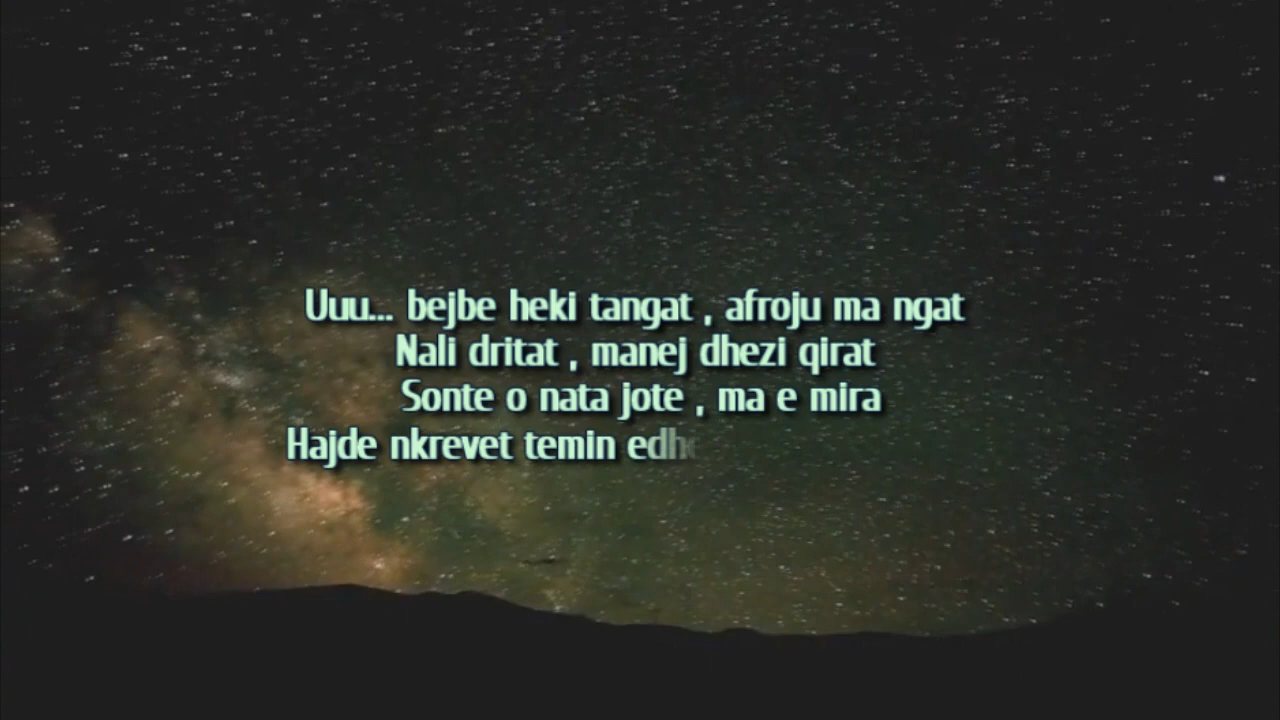 Uuu... bejbe heki tangat , afroju ma ngat
Nali dritat , manej dhezi qirat
Sonte o nata jote , ma e mira
Hajde nkrevet temin edhe